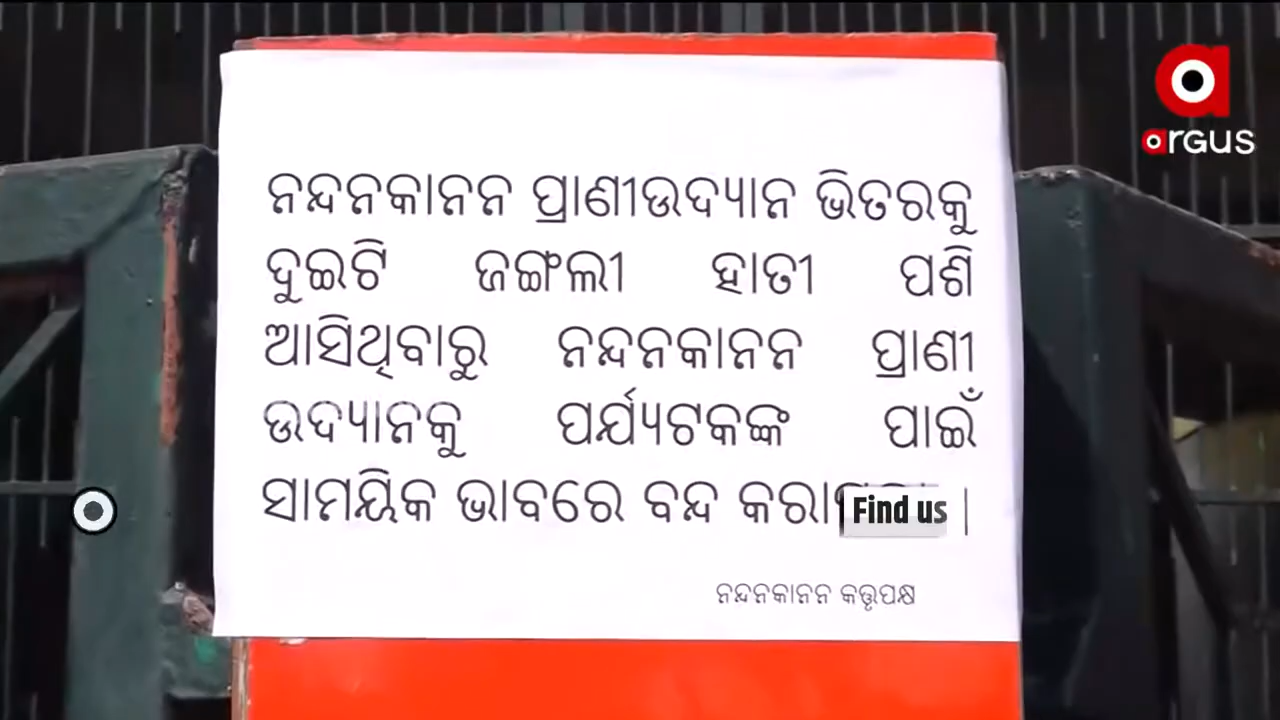 ନନ୍ଦନକାନନ ପ୍ରାଣୀଉଦ୍ୟାନ ଭିତରକୁ
ଦୁଇଟି ଜଙ୍ଗଲୀ ହାତୀ ପଶି
ଆସିଥିବାରୁ ନନ୍ଦନକାନନ ପ୍ରାଣୀ
ଉଦ୍ୟାନକୁ ପର୍ଯ୍ୟଟକଙ୍କ ପାଇଁ
ସାମୟିକ ଭାବରେ ବନ୍ଦ |
Find us
ନନ୍ଦନକାନନ କର୍ତ୍ତୃପକ୍ଷ
argus